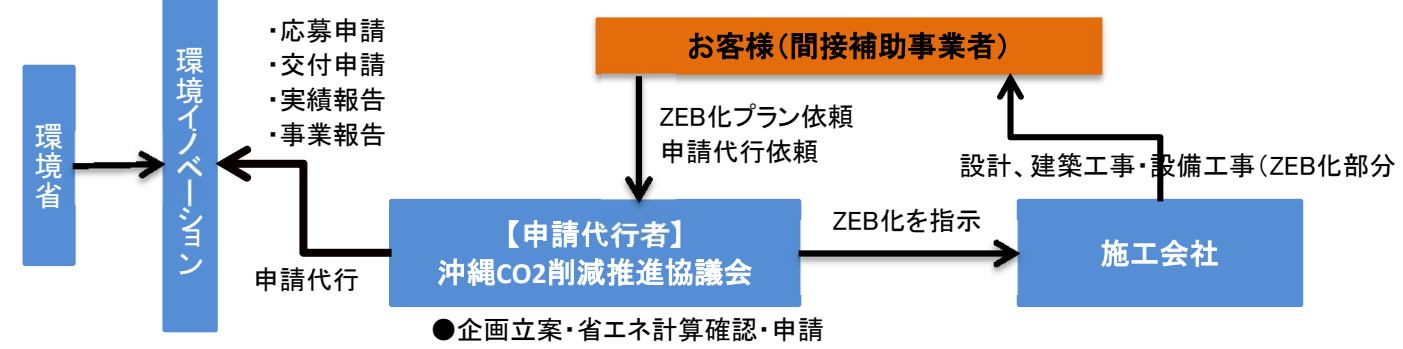 環境省
環境イノベーション
・応募申請
・交付申請
・実績報告
・事業報告
申請代行
お客様（間接補助事業者）
ZEB化プラン依頼
申請代行依頼
【申請代行者】
沖縄CO2削減推進協議会
●企画立案・省エネ計算確認・申請
ZEB化を指示
設計、建築工事・設備工事（ZEB化部分
施工会社